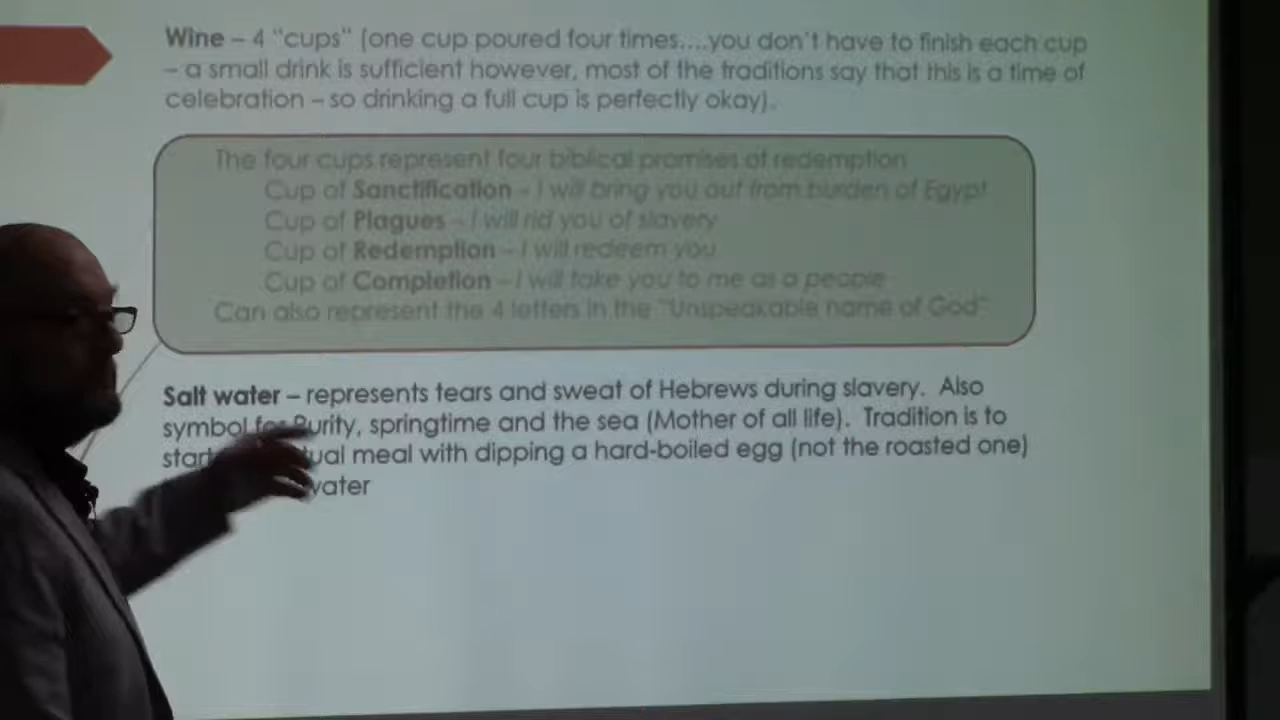 Wine – 4 "cups" (one cup poured four times....you don't have to finish each cup
– a small drink is sufficient however, most of the traditions say that this is a time of
celebration – so drinking a full cup is perfectly okay).
The four cups represent four biblical promises of redemption
Cup of Sanctification – I will bring you out from burden of Egypt
Cup of Plagues – I will rid you of slavery
Cup of Redemption – I will redeem you
Cup of Completion – I will take you to me as a people
Can also represent the 4 letters in the "Unspeakable name of God"
Salt water – represents tears and sweat of Hebrews during slavery. Also
symbol for Purity, springtime and the sea (Mother of all life). Tradition is to
meal with dipping a hard-boiled egg (not the roasted one)
water